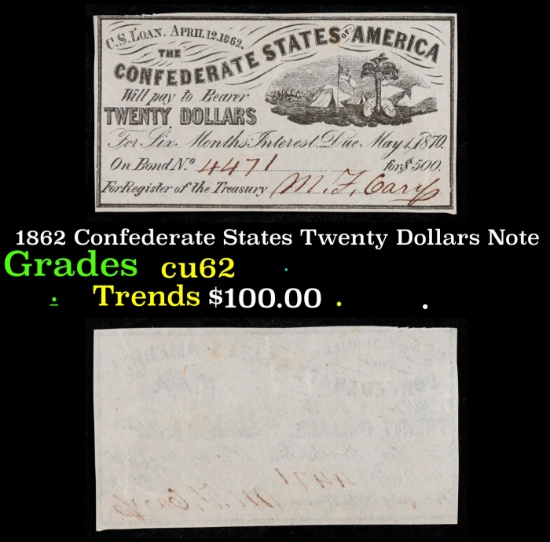 C.S. LOAN. APRIL 12, 1862.
THE
CONFEDERATE STATES OF AMERICA
Will pay to Bearer
TWENTY DOLLARS
For Six Months Interest Due May 1, 1870.
On Bond No. 4471 for $500.
For Register of the Treasury M. F. Cary
1862 Confederate States Twenty Dollars Note
Grades cu62
Trends $100.00